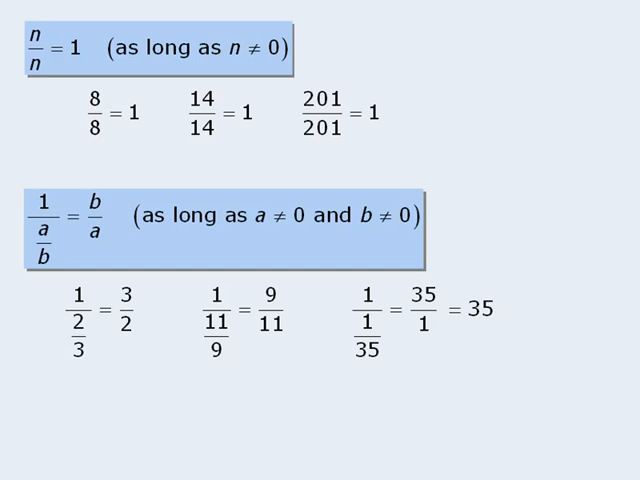 n/n = 1 (as long as n ≠ 0)
8/8 = 1 14/14 = 1 201/201 = 1
1/(a/b) = b/a (as long as a ≠ 0 and b ≠ 0)
1/(2/3) = 3/2 1/(11/9) = 9/11 1/(1/35) = 35/1 = 35